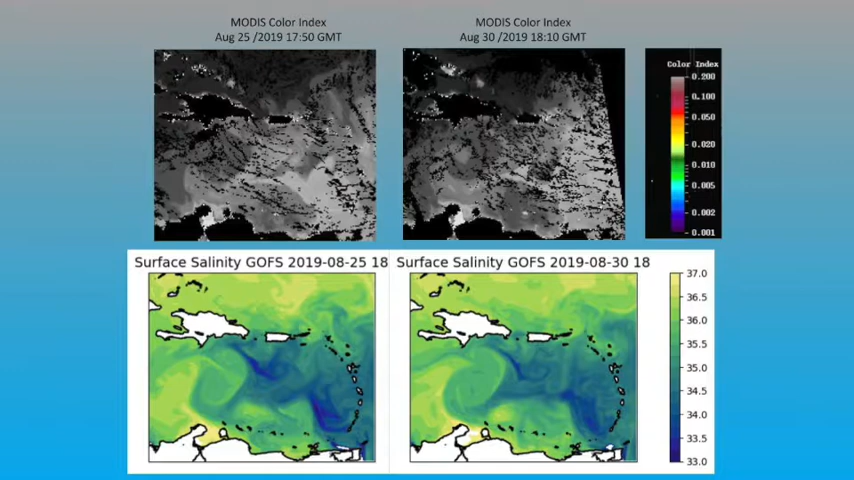 MODIS Color Index
Aug 25 /2019 17:50 GMT
MODIS Color Index
Aug 30 /2019 18:10 GMT
Color Index
0.200
0.100
0.050
0.020
0.010
0.005
0.002
0.001
Surface Salinity GOFS 2019-08-25 18
Surface Salinity GOFS 2019-08-30 18
37.0
36.5
36.0
35.5
35.0
34.5
34.0
33.5
33.0